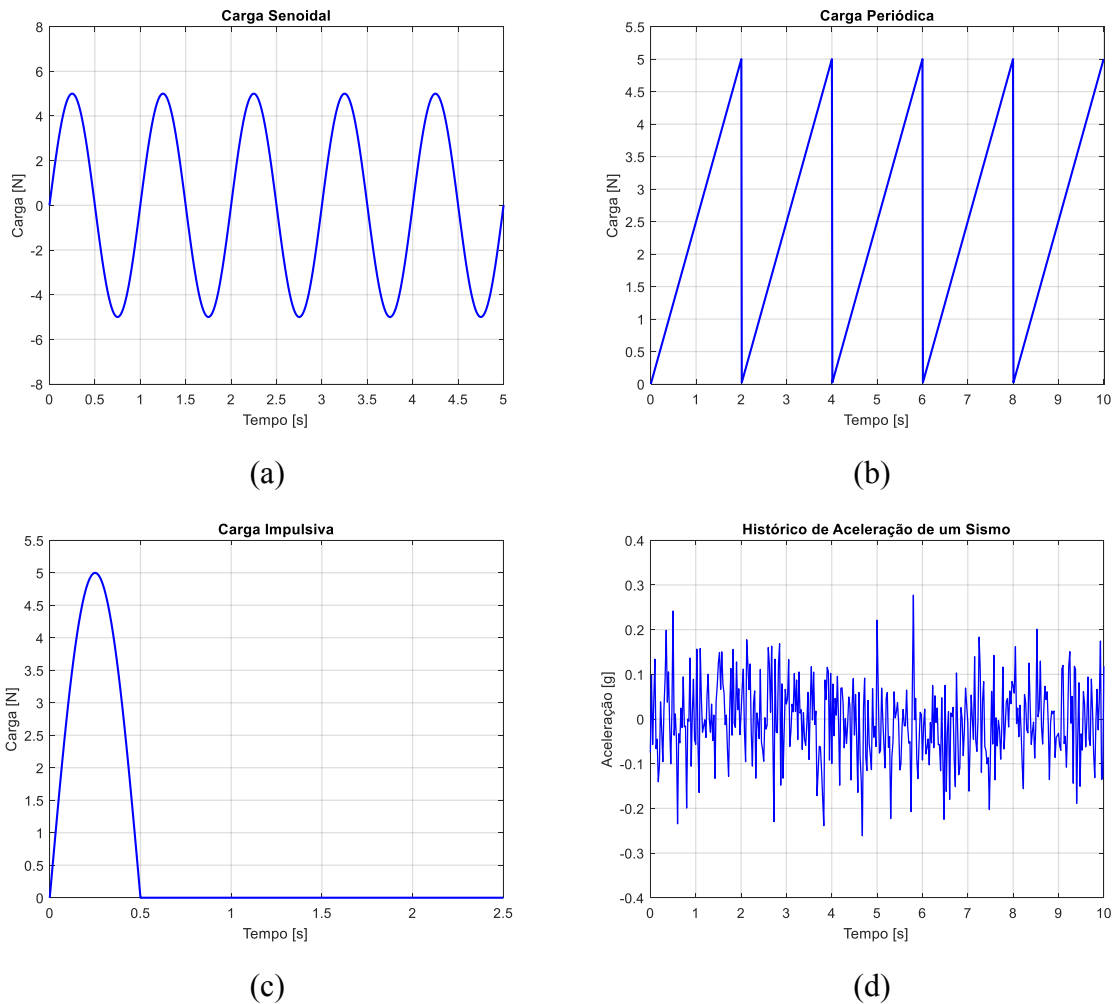 Carga Senoidal
8
6
4
2
0
-2
-4
-6
-8
Carga [N]
0 0.5 1 1.5 2 2.5 3 3.5 4 4.5 5
Tempo [s]
(a)
Carga Periódica
5.5
5
4.5
4
3.5
3
2.5
2
1.5
1
0.5
0
Carga [N]
0 1 2 3 4 5 6 7 8 9 10
Tempo [s]
(b)
Carga Impulsiva
5.5
5
4.5
4
3.5
3
2.5
2
1.5
1
0.5
0
Carga [N]
0 0.5 1 1.5 2 2.5
Tempo [s]
(c)
Histórico de Aceleração de um Sismo
0.4
0.3
0.2
0.1
0
-0.1
-0.2
-0.3
-0.4
Aceleração [g]
0 1 2 3 4 5 6 7 8 9 10
Tempo [s]
(d)